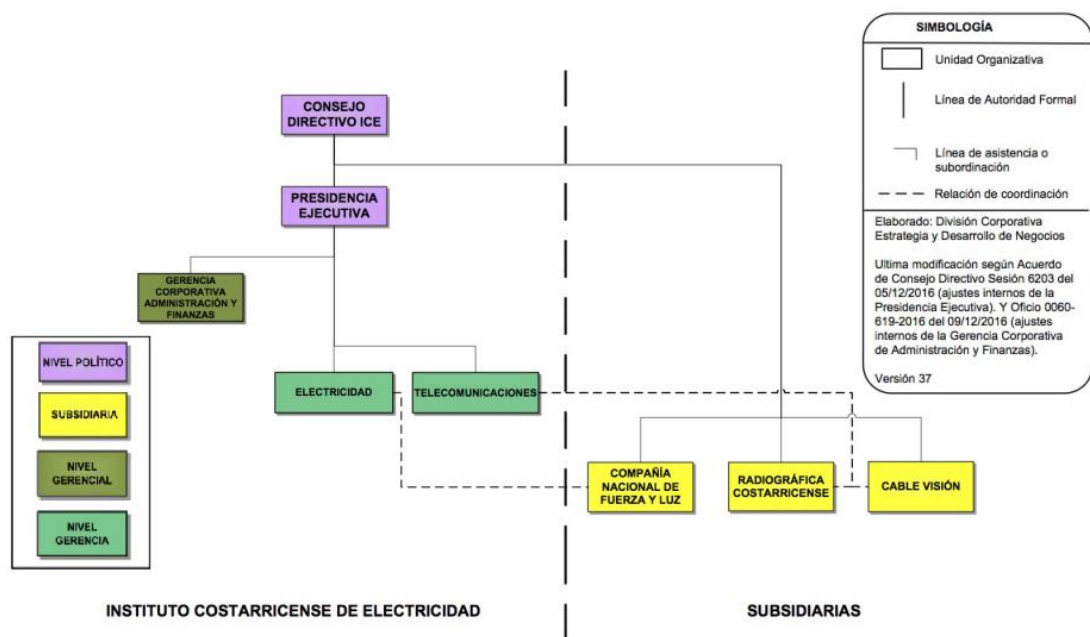 SIMBOLOGÍA
Unidad Organizativa
Línea de Autoridad Formal
Línea de asistencia o
subordinación
Relación de coordinación
Elaborado: División Corporativa
Estrategia y Desarrollo de Negocios
Ultima modificación según Acuerdo
de Consejo Directivo Sesión 6203 del
05/12/2016 (ajustes internos de la
Presidencia Ejecutiva). Y Oficio 0060-
619-2016 del 09/12/2016 (ajustes
internos de la Gerencia Corporativa
de Administración y Finanzas).
Versión 37
CONSEJO
DIRECTIVO ICE
PRESIDENCIA
EJECUTIVA
GERENCIA
CORPORATIVA
ADMINISTRACIÓN Y
FINANZAS
NIVEL POLÍTICO
SUBSIDIARIA
NIVEL
GERENCIAL
NIVEL
GERENCIA
ELECTRICIDAD
TELECOMUNICACIONES
COMPAÑÍA
NACIONAL DE
FUERZA Y LUZ
RADIOGRÁFICA
COSTARRICENSE
CABLE VISIÓN
INSTITUTO COSTARRICENSE DE ELECTRICIDAD
SUBSIDIARIAS